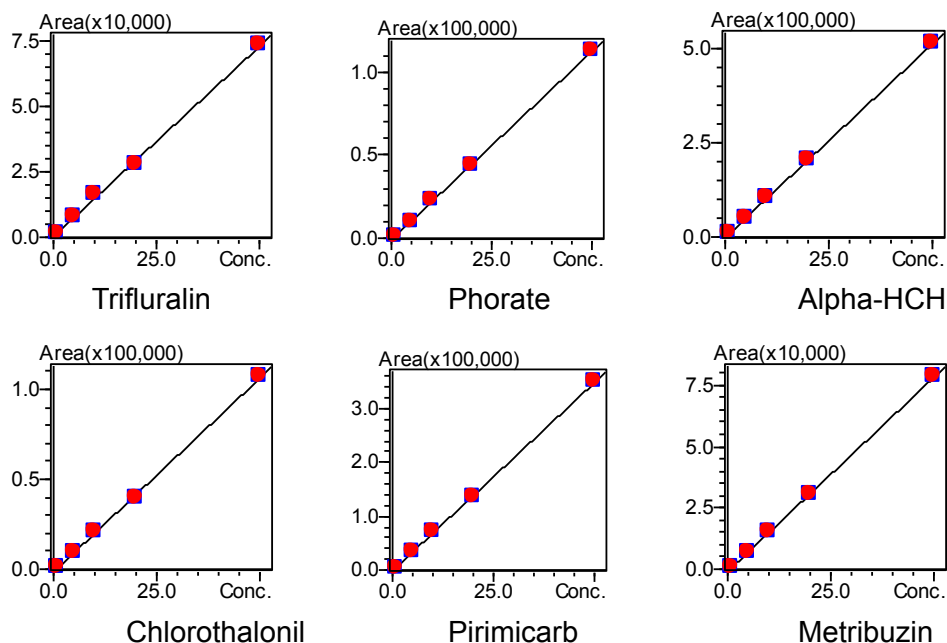 Area(x10,000)
7.5
5.0
2.5
0.0
0.0 25.0 Conc.
Trifluralin
Area(x100,000)
1.0
0.5
0.0
0.0 25.0 Conc.
Phorate
Area(x100,000)
5.0
2.5
0.0
0.0 25.0 Conc.
Alpha-HCH
Area(x100,000)
1.0
0.5
0.0
0.0 25.0 Conc.
Chlorothalonil
Area(x100,000)
3.0
2.0
1.0
0.0
0.0 25.0 Conc.
Pirimicarb
Area(x10,000)
7.5
5.0
2.5
0.0
0.0 25.0 Conc.
Metribuzin